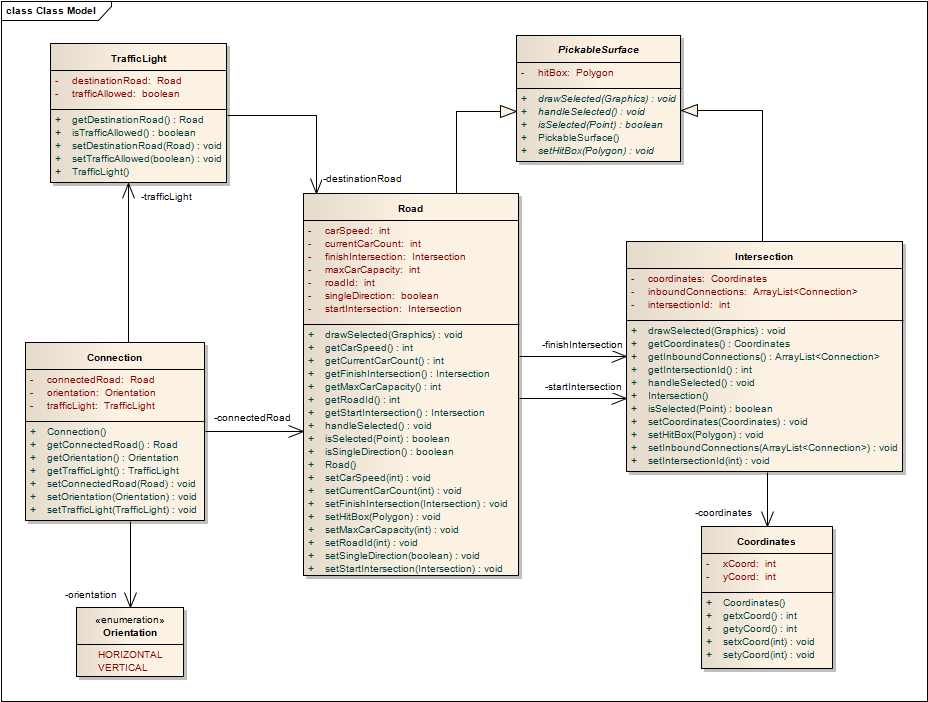 class Class Model
TrafficLight
- destinationRoad: Road
- trafficAllowed: boolean
+ getDestinationRoad() : Road
+ isTrafficAllowed() : boolean
+ setDestinationRoad(Road) : void
+ setTrafficAllowed(boolean) : void
+ TrafficLight()
PickableSurface
- hitBox: Polygon
+ drawSelected(Graphics) : void
+ handleSelected() : void
+ isSelected(Point) : boolean
+ PickableSurface()
+ setHitBox(Polygon) : void
-destinationRoad
-trafficLight
Road
- carSpeed: int
- currentCarCount: int
- finishIntersection: Intersection
- maxCarCapacity: int
- roadId: int
- singleDirection: boolean
- startIntersection: Intersection
+ drawSelected(Graphics) : void
+ getCarSpeed() : int
+ getCurrentCarCount() : int
+ getFinishIntersection() : Intersection
+ getMaxCarCapacity() : int
+ getRoadId() : int
+ getStartIntersection() : Intersection
+ handleSelected() : void
+ isSelected(Point) : boolean
+ isSingleDirection() : boolean
+ Road()
+ setCarSpeed(int) : void
+ setCurrentCarCount(int) : void
+ setFinishIntersection(Intersection) : void
+ setHitBox(Polygon) : void
+ setMaxCarCapacity(int) : void
+ setRoadId(int) : void
+ setSingleDirection(boolean) : void
+ setStartIntersection(Intersection) : void
Intersection
- coordinates: Coordinates
- inboundConnections: ArrayList<Connection>
- intersectionId: int
+ drawSelected(Graphics) : void
+ getCoordinates() : Coordinates
+ getInboundConnections() : ArrayList<Connection>
+ getIntersectionId() : int
+ handleSelected() : void
+ Intersection()
+ isSelected(Point) : boolean
+ setCoordinates(Coordinates) : void
+ setHitBox(Polygon) : void
+ setInboundConnections(ArrayList<Connection>) : void
+ setIntersectionId(int) : void
-finishIntersection
-startIntersection
Connection
- connectedRoad: Road
- orientation: Orientation
- trafficLight: TrafficLight
+ Connection()
+ getConnectedRoad() : Road
+ getOrientation() : Orientation
+ getTrafficLight() : TrafficLight
+ setConnectedRoad(Road) : void
+ setOrientation(Orientation) : void
+ setTrafficLight(TrafficLight) : void
-connectedRoad
-coordinates
Coordinates
- xCoord: int
- yCoord: int
+ Coordinates()
+ getxCoord() : int
+ getyCoord() : int
+ setxCoord(int) : void
+ setyCoord(int) : void
-orientation
«enumeration»
Orientation
HORIZONTAL
VERTICAL